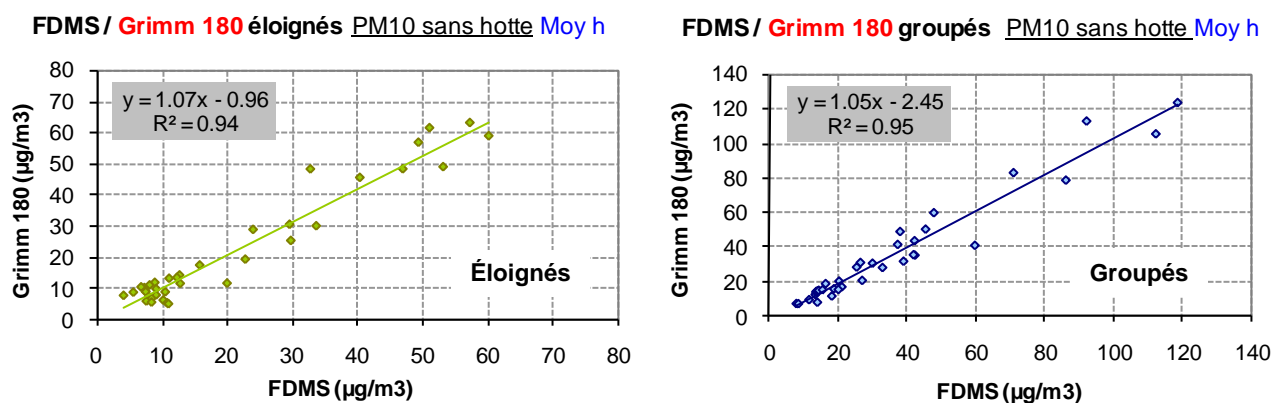 FDMS / Grimm 180 éloignés PM10 sans hotte Moy h
80
70
60
50
40
30
20
10
0
Grimm 180 (µg/m3)
y = 1.07x - 0.96
R² = 0.94
Éloignés
0 10 20 30 40 50 60 70 80
FDMS (µg/m3)
FDMS / Grimm 180 groupés PM10 sans hotte Moy h
140
120
100
80
60
40
20
0
Grimm 180 (µg/m3)
y = 1.05x - 2.45
R² = 0.95
Groupés
0 20 40 60 80 100 120 140
FDMS (µg/m3)